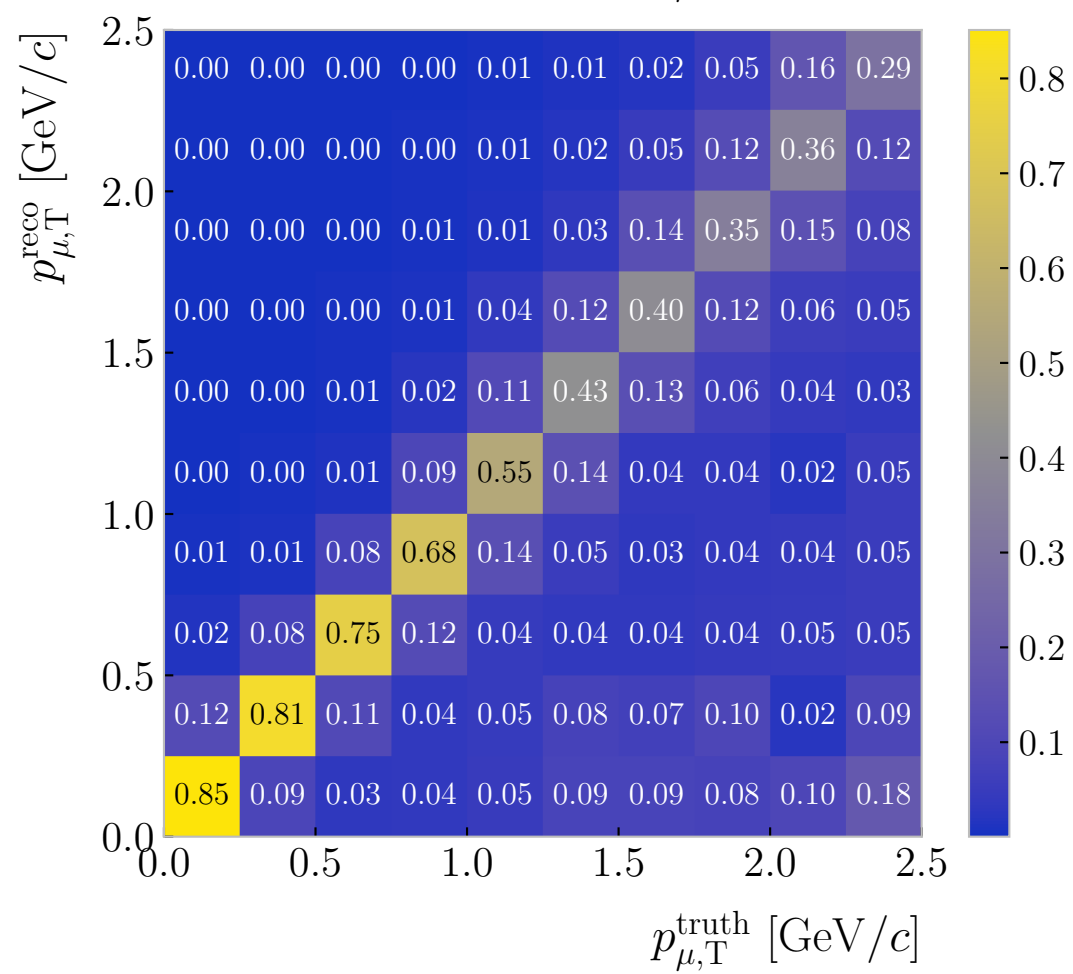 2.5
0.00 0.00 0.00 0.00 0.01 0.01 0.02 0.05 0.16 0.29
0.8
0.00 0.00 0.00 0.00 0.01 0.02 0.05 0.12 0.36 0.12
0.7
2.0
0.00 0.00 0.00 0.01 0.01 0.03 0.14 0.35 0.15 0.08
0.6
0.00 0.00 0.00 0.01 0.04 0.12 0.40 0.12 0.06 0.05
1.5
0.5
0.00 0.00 0.01 0.02 0.11 0.43 0.13 0.06 0.04 0.03
0.4
0.00 0.00 0.01 0.09 0.55 0.14 0.04 0.04 0.02 0.05
1.0
0.3
0.01 0.01 0.08 0.68 0.14 0.05 0.03 0.04 0.04 0.05
0.2
0.02 0.08 0.75 0.12 0.04 0.04 0.04 0.04 0.05 0.05
0.5
0.12 0.81 0.11 0.04 0.05 0.08 0.07 0.10 0.02 0.09
0.1
0.85 0.09 0.03 0.04 0.05 0.09 0.09 0.08 0.10 0.18
0.0
0.0 0.5 1.0 1.5 2.0 2.5
p_{μ,T}^{reco} [GeV/c]
p_{μ,T}^{truth} [GeV/c]